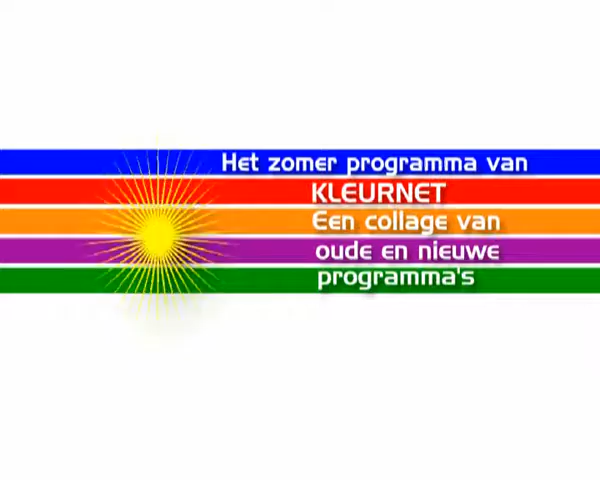 Het zomer programma van
KLEURNET
Een collage van
oude en nieuwe
programma's